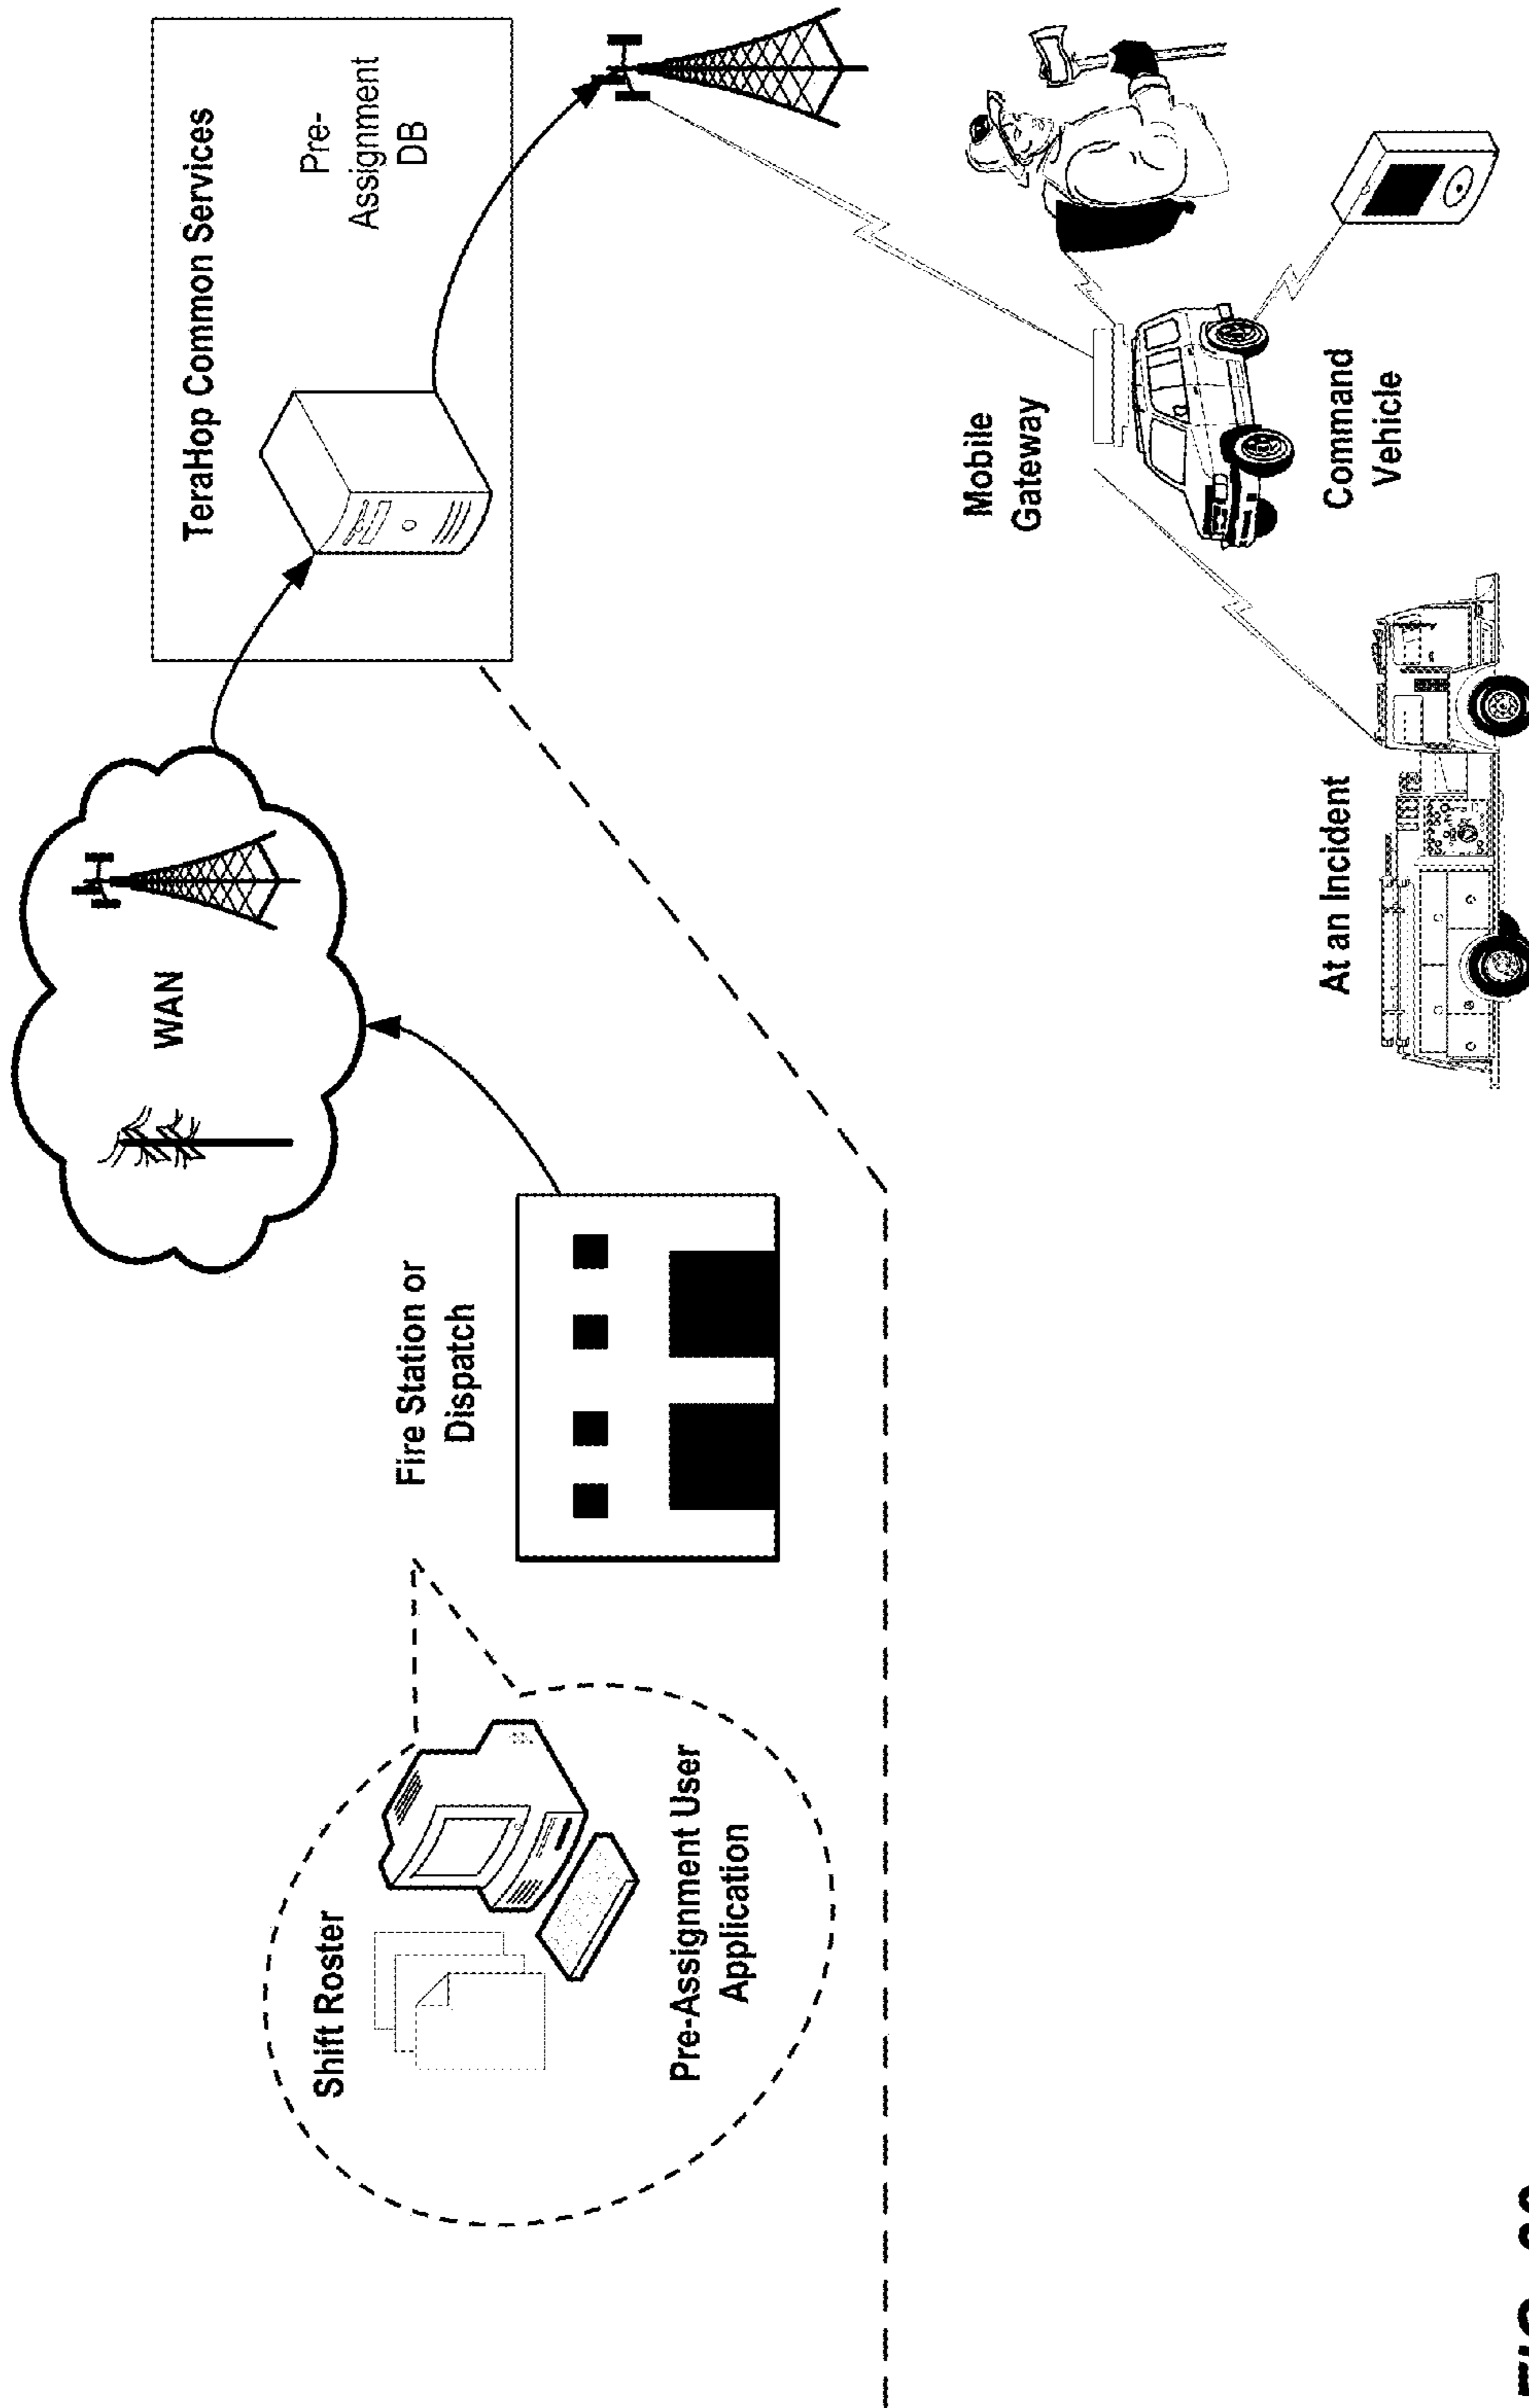 WAN
TeraHop Common Services
Pre-
Assignment
DB
Shift Roster
Pre-Assignment User
Application
Fire Station or
Dispatch
Mobile
Gateway
Command
Vehicle
At an Incident